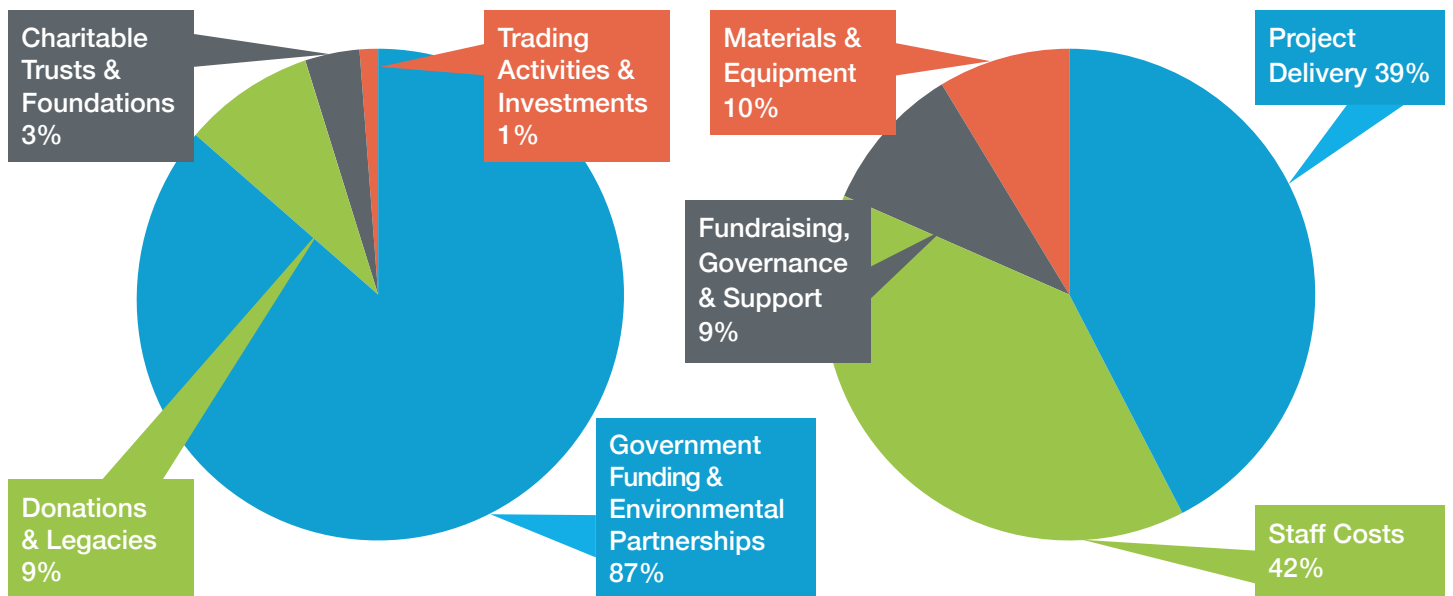 Charitable
Trusts &
Foundations
3%
Trading
Activities &
Investments
1%
Donations
& Legacies
9%
Government
Funding &
Environmental
Partnerships
87%
Materials &
Equipment
10%
Project
Delivery 39%
Fundraising,
Governance
& Support
9%
Staff Costs
42%